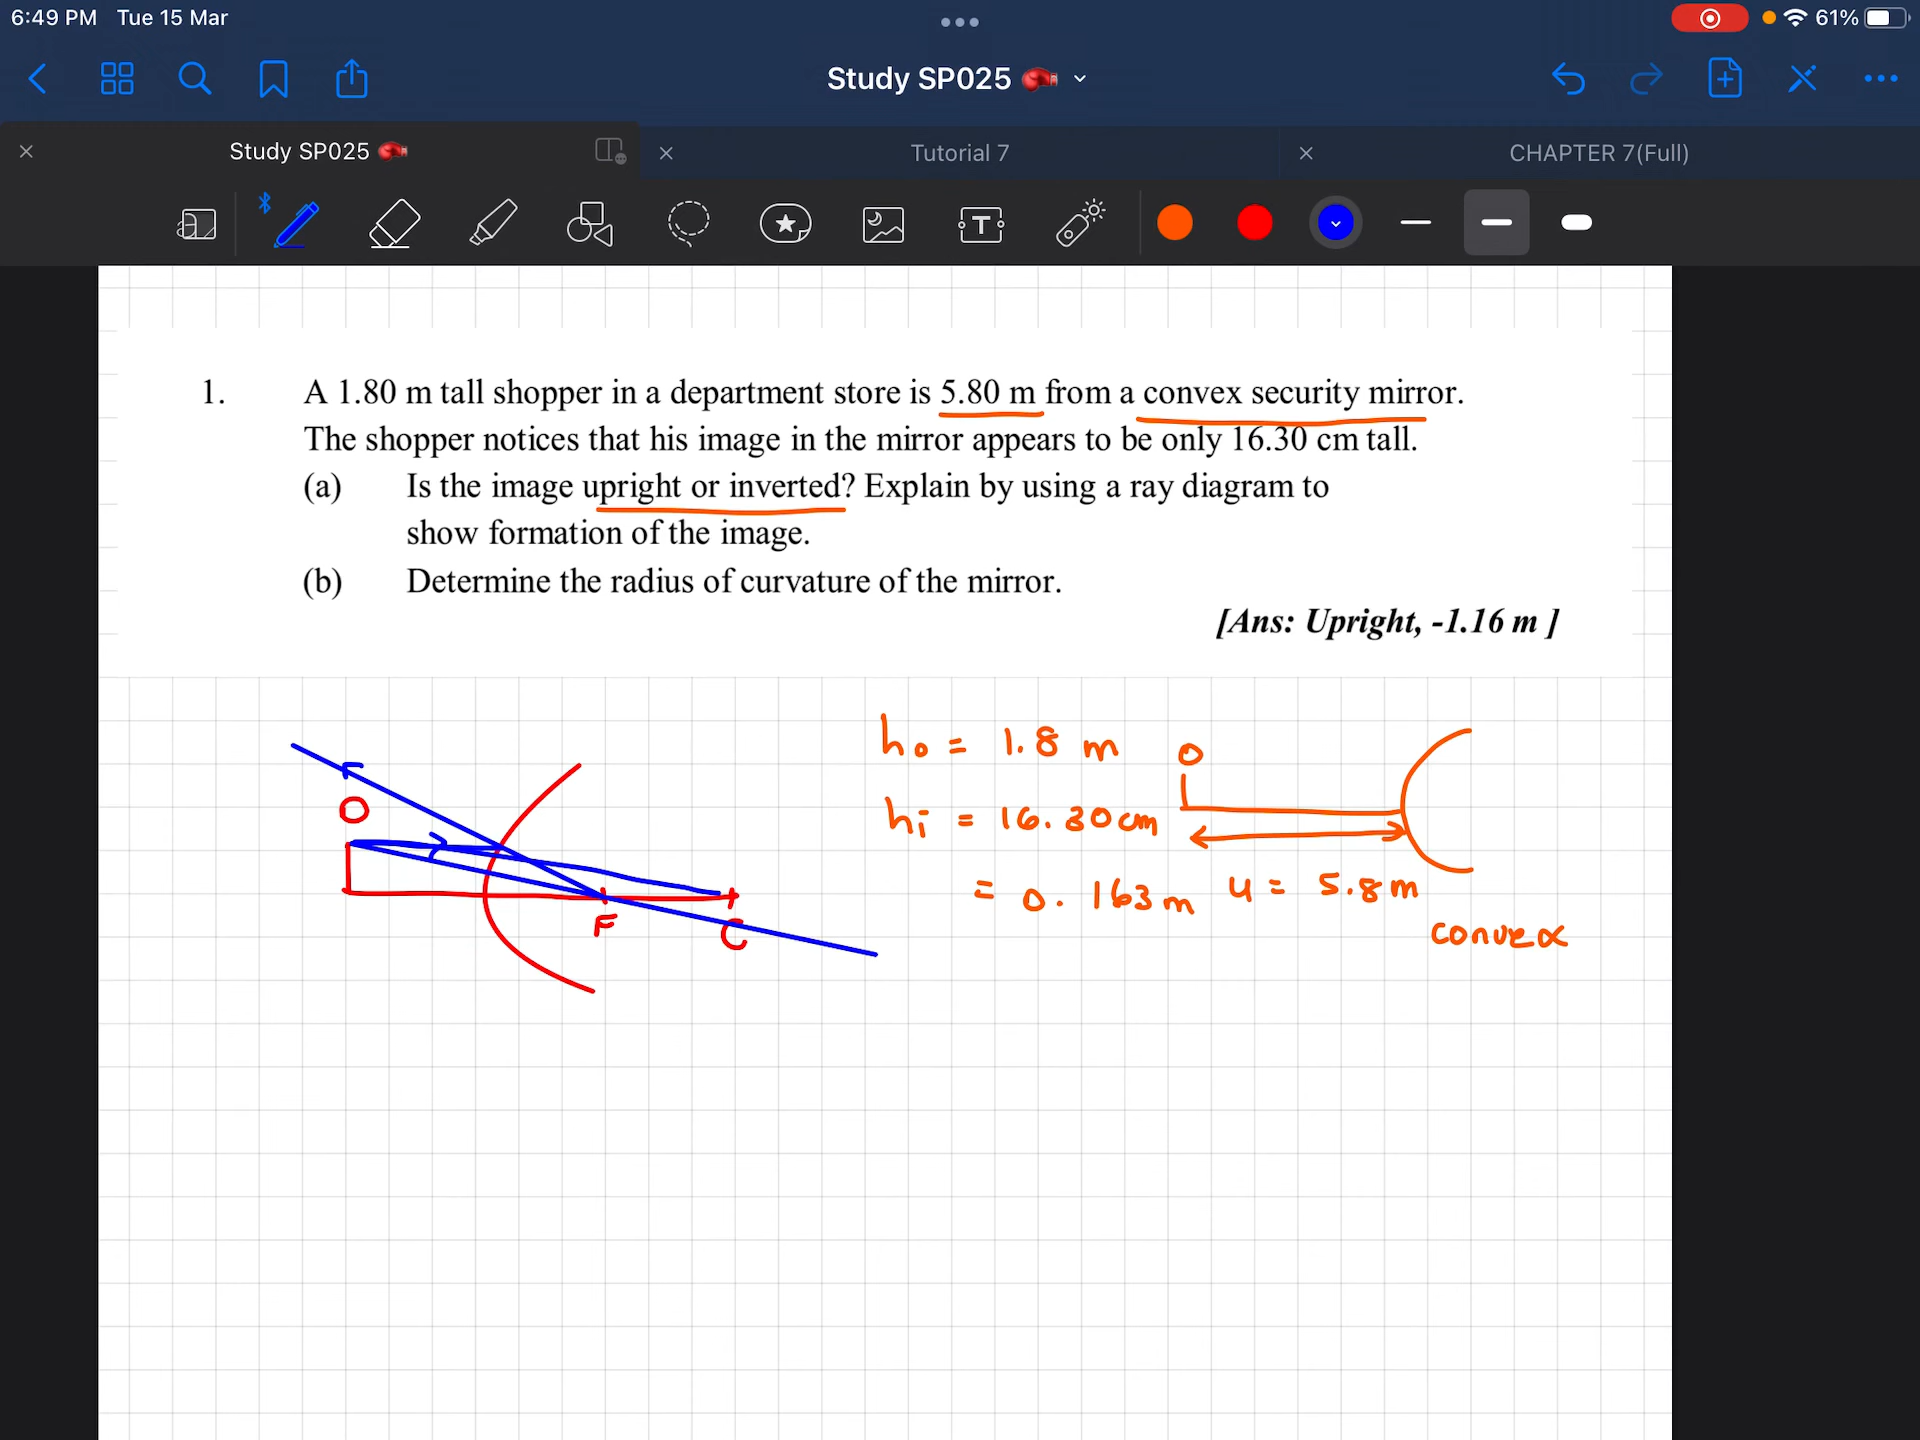 6:49 PM Tue 15 Mar
61%
Study SP025 🥊
Study SP025 🥊
Tutorial 7
CHAPTER 7(Full)
a
T
1. A 1.80 m tall shopper in a department store is 5.80 m from a convex security mirror.
The shopper notices that his image in the mirror appears to be only 16.30 cm tall.
(a) Is the image upright or inverted? Explain by using a ray diagram to
show formation of the image.
(b) Determine the radius of curvature of the mirror.
[Ans: Upright, -1.16 m ]
O
F
C
ho = 1.8 m
hi = 16.30 cm
= 0.163 m
O
u = 5.8 m
convex